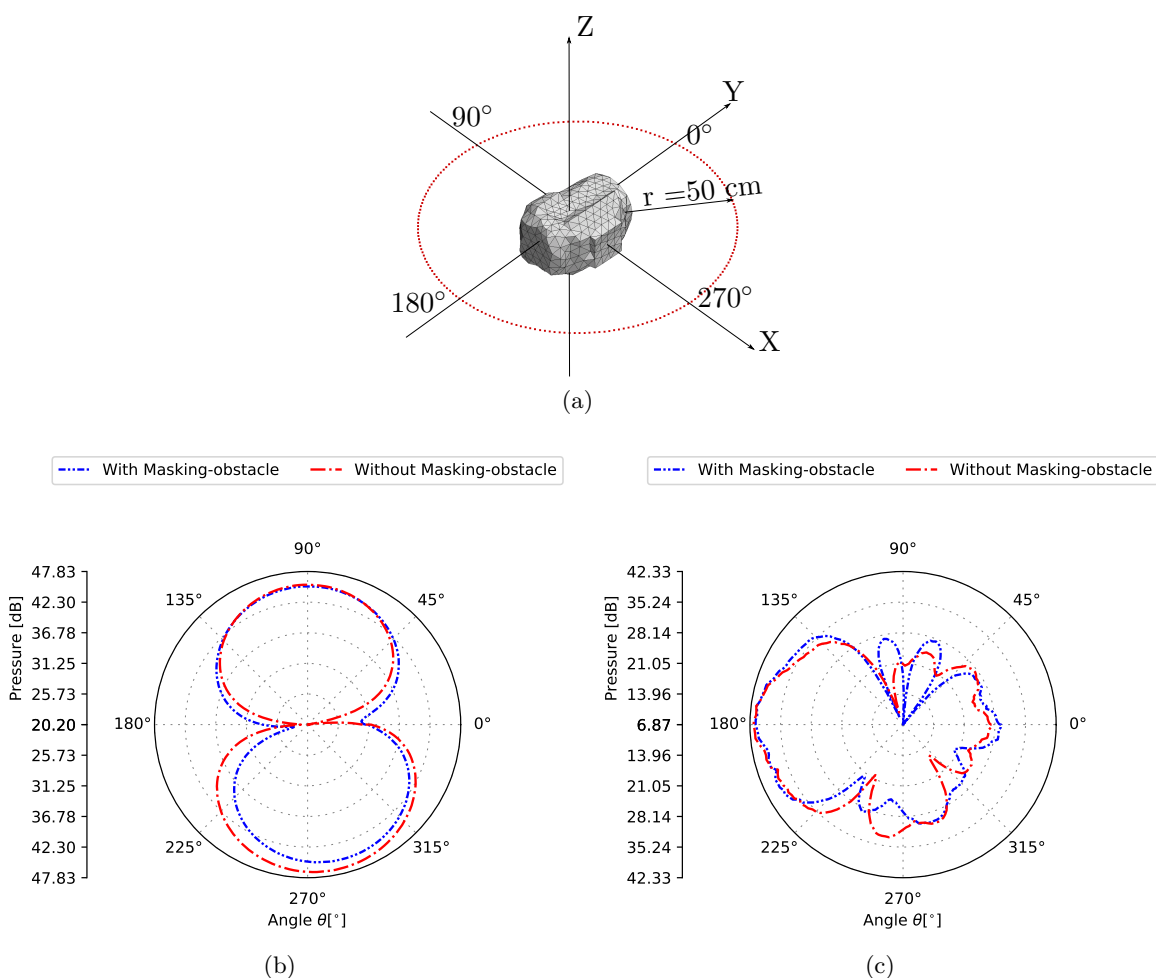 Z
Y
90°
0°
r =50 cm
180°
270°
X
(a)
With Masking-obstacle Without Masking-obstacle
90°
47.83
135° 45°
42.30
36.78
31.25
25.73
20.20 180° 0°
25.73
31.25
36.78
42.30 225° 315°
47.83
Pressure [dB]
270°
Angle θ[°]
(b)
With Masking-obstacle Without Masking-obstacle
90°
42.33
135° 45°
35.24
28.14
21.05
13.96
6.87 180° 0°
13.96
21.05
28.14
35.24 225° 315°
42.33
Pressure [dB]
270°
Angle θ[°]
(c)